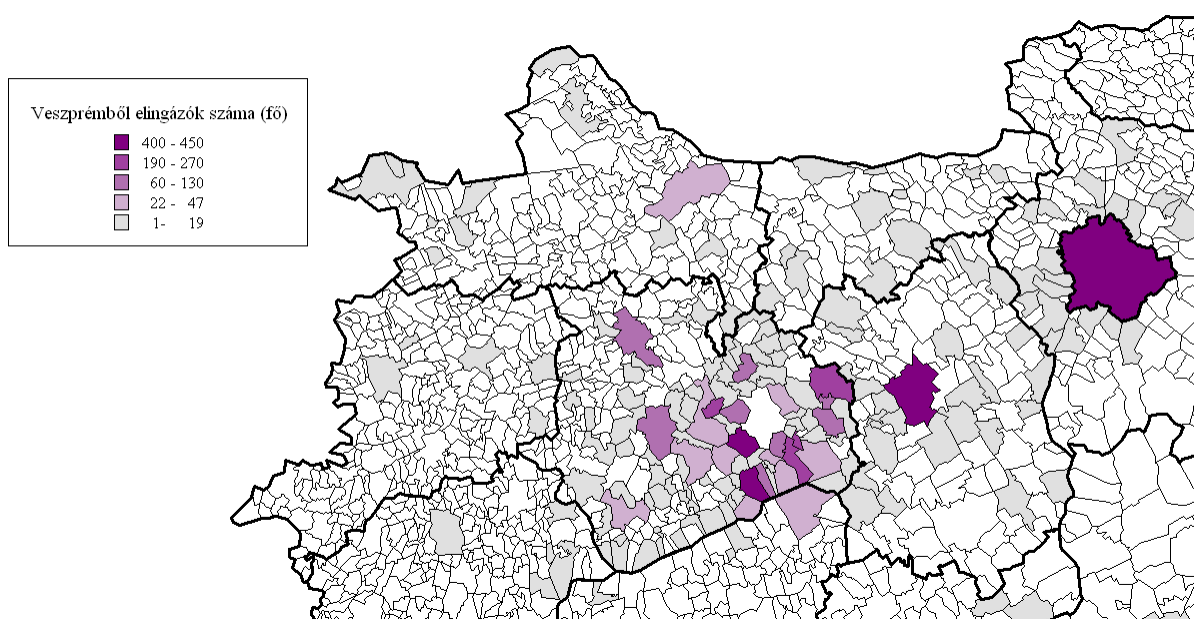 Veszprémből elingázók száma (fő)
400 - 450
190 - 270
60 - 130
22 - 47
1- 19